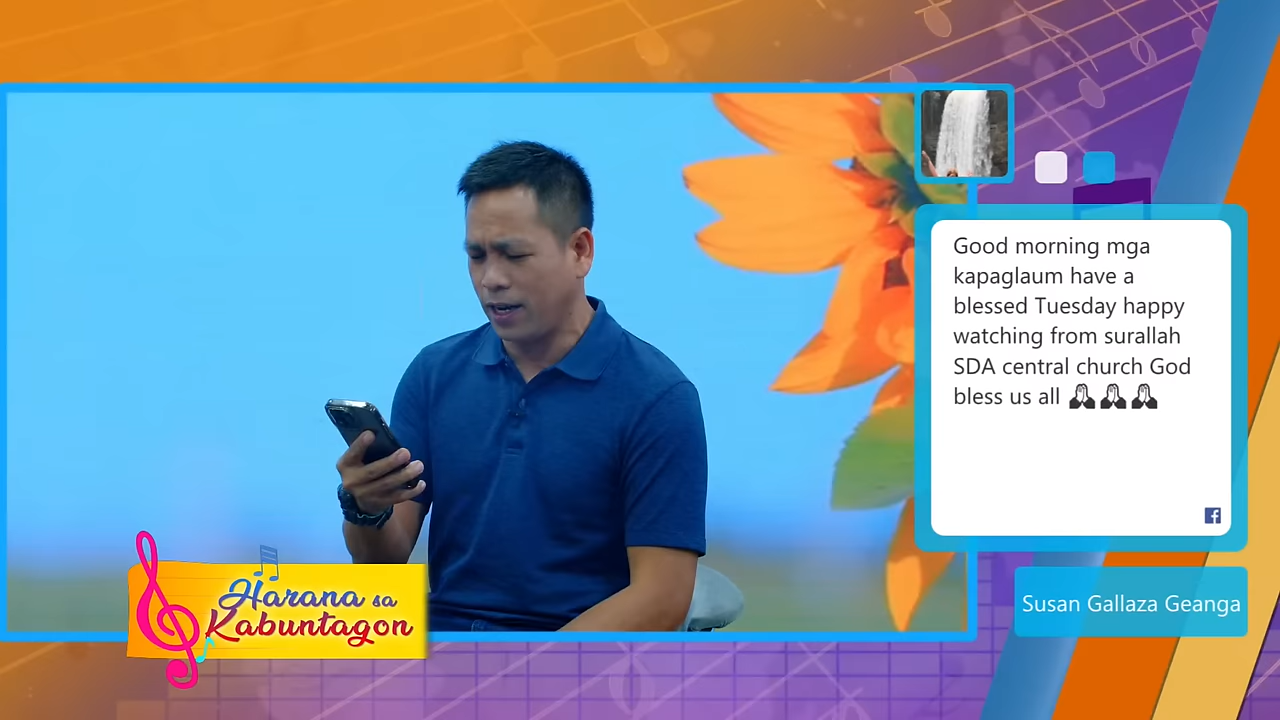 Good morning mga
kapaglaum have a
blessed Tuesday happy
watching from surallah
SDA central church God
bless us all 🙏🙏🙏
Susan Gallaza Geanga
Harana sa
Kabuntagon